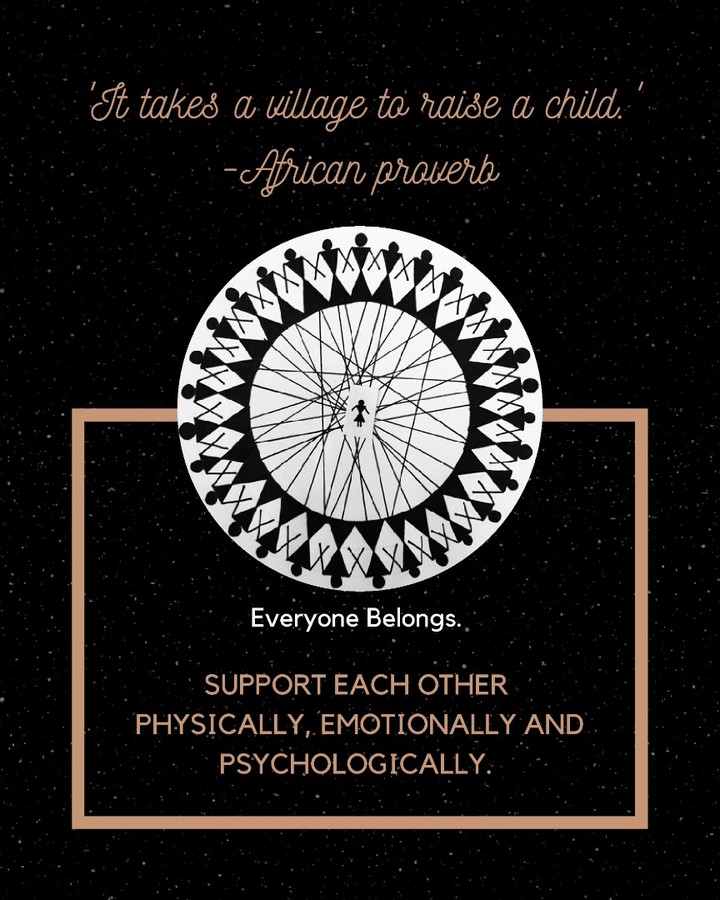 'It takes a village to raise a child.'
-African proverb
Everyone Belongs.
SUPPORT EACH OTHER
PHYSICALLY, EMOTIONALLY AND
PSYCHOLOGICALLY.